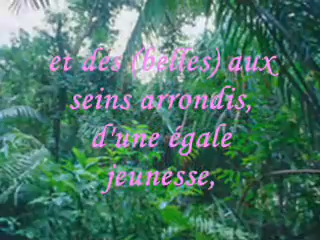 et des (belles) aux
seins arrondis,
d'une égale
jeunesse,